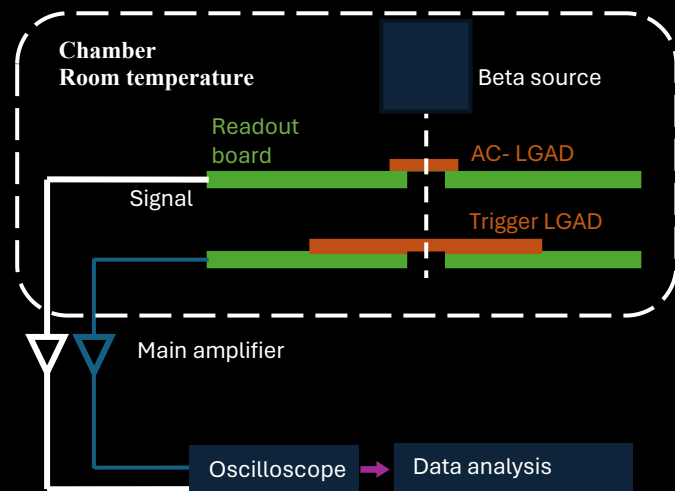 Chamber
Room temperature
Beta source
Readout
board
AC- LGAD
Signal
Trigger LGAD
Main amplifier
Oscilloscope
Data analysis